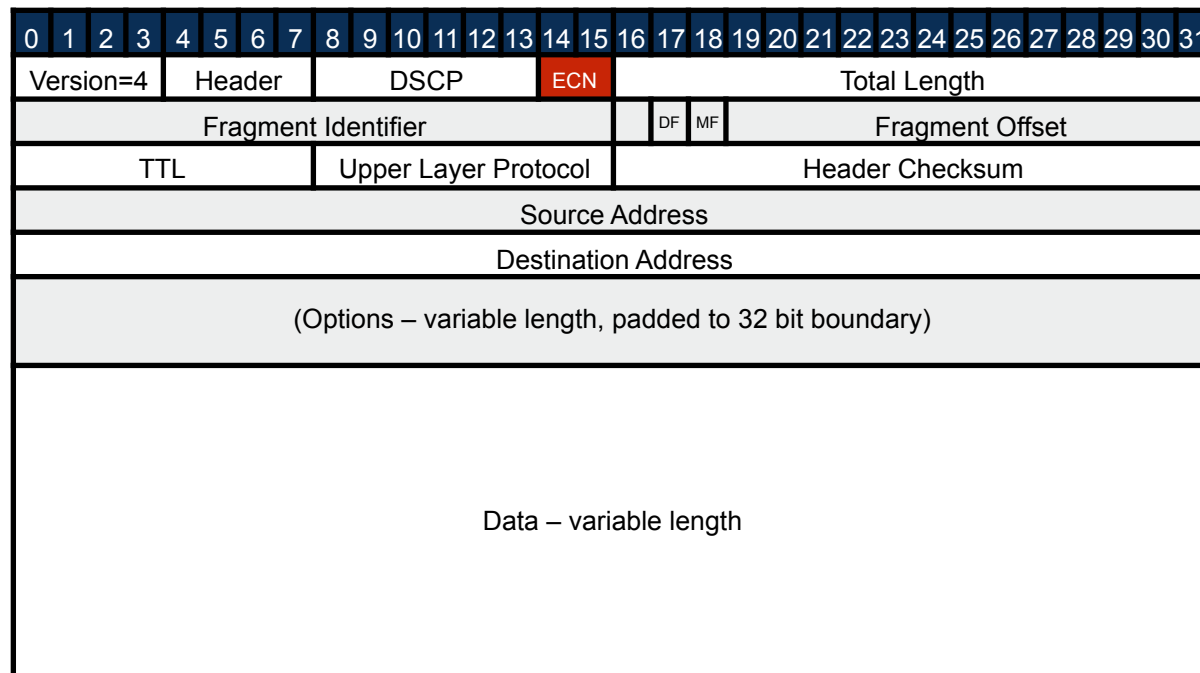 0 1 2 3 4 5 6 7 8 9 10 11 12 13 14 15 16 17 18 19 20 21 22 23 24 25 26 27 28 29 30 31
Version=4 Header DSCP ECN Total Length
Fragment Identifier DF MF Fragment Offset
TTL Upper Layer Protocol Header Checksum
Source Address
Destination Address
(Options – variable length, padded to 32 bit boundary)
Data – variable length